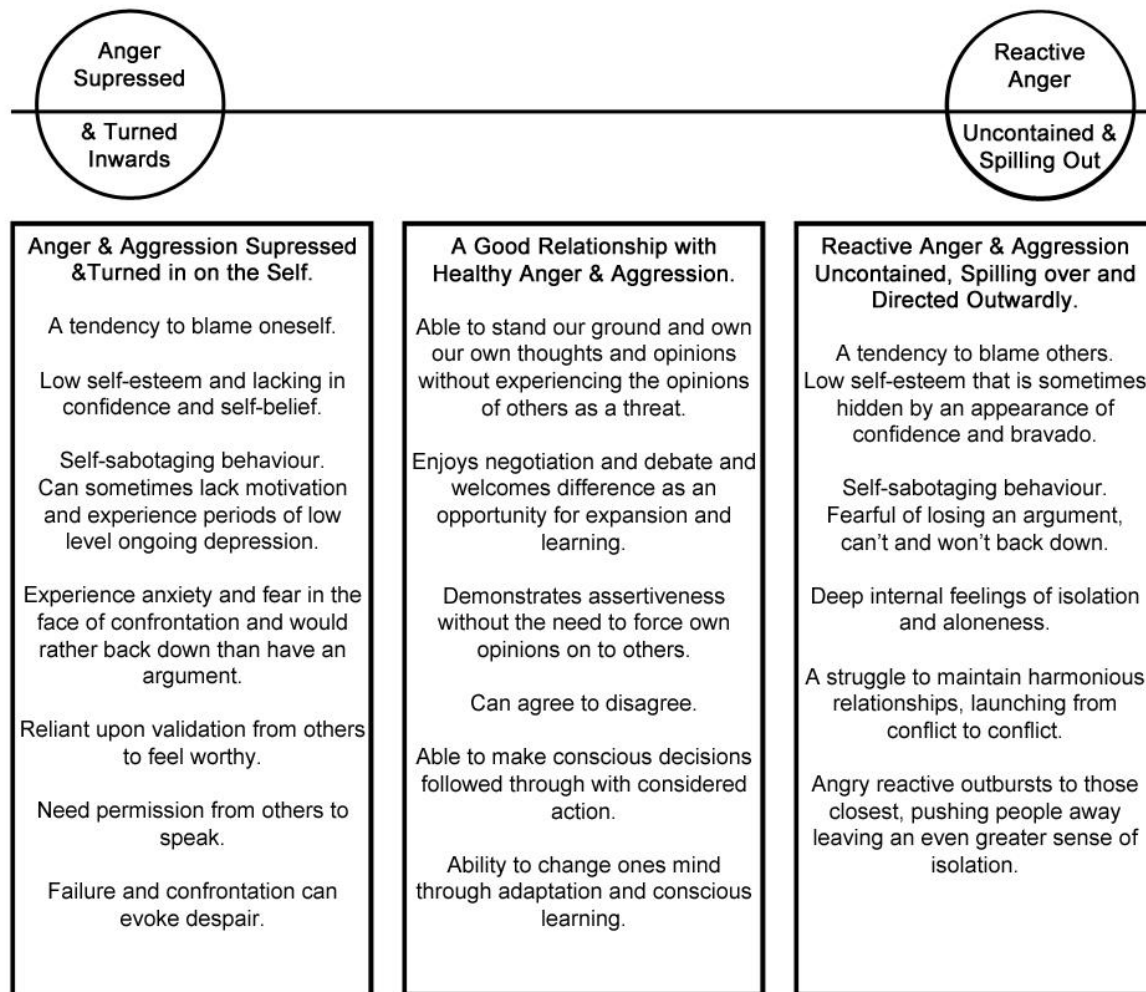 Anger
Supressed
& Turned
Inwards
Reactive
Anger
Uncontained &
Spilling Out
Anger & Aggression Supressed
&Turned in on the Self.
A tendency to blame oneself.
Low self-esteem and lacking in
confidence and self-belief.
Self-sabotaging behaviour.
Can sometimes lack motivation
and experience periods of low
level ongoing depression.
Experience anxiety and fear in the
face of confrontation and would
rather back down than have an
argument.
Reliant upon validation from others
to feel worthy.
Need permission from others to
speak.
Failure and confrontation can
evoke despair.
A Good Relationship with
Healthy Anger & Aggression.
Able to stand our ground and own
our own thoughts and opinions
without experiencing the opinions
of others as a threat.
Enjoys negotiation and debate and
welcomes difference as an
opportunity for expansion and
learning.
Demonstrates assertiveness
without the need to force own
opinions on to others.
Can agree to disagree.
Able to make conscious decisions
followed through with considered
action.
Ability to change ones mind
through adaptation and conscious
learning.
Reactive Anger & Aggression
Uncontained, Spilling over and
Directed Outwardly.
A tendency to blame others.
Low self-esteem that is sometimes
hidden by an appearance of
confidence and bravado.
Self-sabotaging behaviour.
Fearful of losing an argument,
can't and won't back down.
Deep internal feelings of isolation
and aloneness.
A struggle to maintain harmonious
relationships, launching from
conflict to conflict.
Angry reactive outbursts to those
closest, pushing people away
leaving an even greater sense of
isolation.